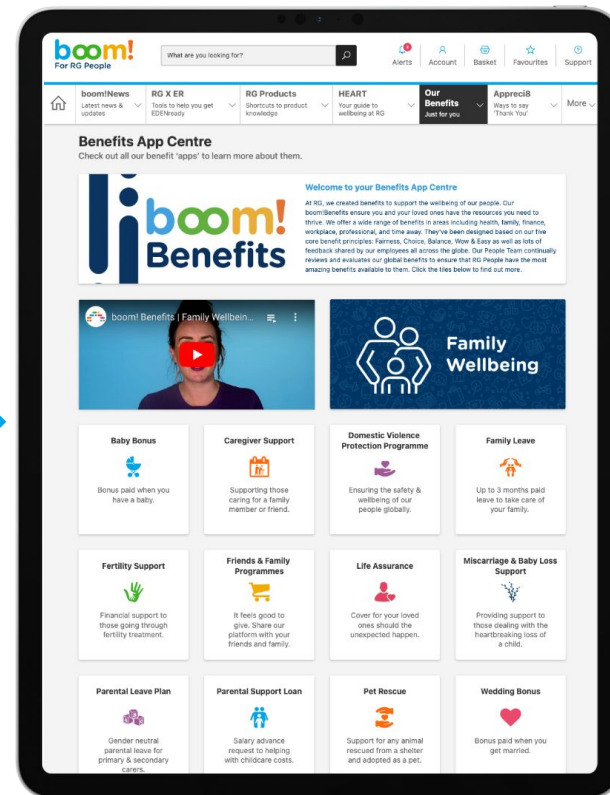 boom!
For RG People
What are you looking for?
Alerts
Account
Basket
Favourites
Support
boom!News
Latest news &
updates
RG X ER
Tools to help you get
EDENready
RG Products
Shortcuts to product
knowledge
HEART
Your guide to
wellbeing at RG
Our
Benefits
Just for you
Appreci8
Ways to say
'Thank You'
More
Benefits App Centre
Check out all our benefit 'apps' to learn more about them.
boom!
Benefits
Welcome to your Benefits App Centre
At RG, we created benefits to support the wellbeing of our people. Our
boom!Benefits ensure you and your loved ones have the resources you need to
thrive. We offer a wide range of benefits in areas including health, family, finance,
workplace, professional, and time away. They've been designed based on our five
core benefit principles: Fairness, Choice, Balance, Wow & Easy as well as lots of
feedback shared by our employees all across the globe. Our People Team continually
reviews and evaluates our global benefits to ensure that RG People have the most
amazing benefits available to them. Click the tiles below to find out more.
boom! Benefits | Family Wellbein...
Family
Wellbeing
Baby Bonus
Bonus paid when you
have a baby.
Caregiver Support
Supporting those
caring for a family
member or friend.
Domestic Violence
Protection Programme
Ensuring the safety &
wellbeing of our
people globally.
Family Leave
Up to 3 months paid
leave to take care of
your family.
Fertility Support
Financial support to
those going through
fertility treatment.
Friends & Family
Programmes
It feels good to
give. Share our
platform with your
friends and family.
Life Assurance
Cover for your loved
ones should the
unexpected happen.
Miscarriage & Baby Loss
Support
Providing support to
those dealing with the
heartbreaking loss of
a child.
Parental Leave Plan
Gender neutral
parental leave for
primary & secondary
carers.
Parental Support Loan
Salary advance
request to helping
with childcare costs.
Pet Rescue
Support for any animal
rescued from a shelter
and adopted as a pet.
Wedding Bonus
Bonus paid when you
get married.